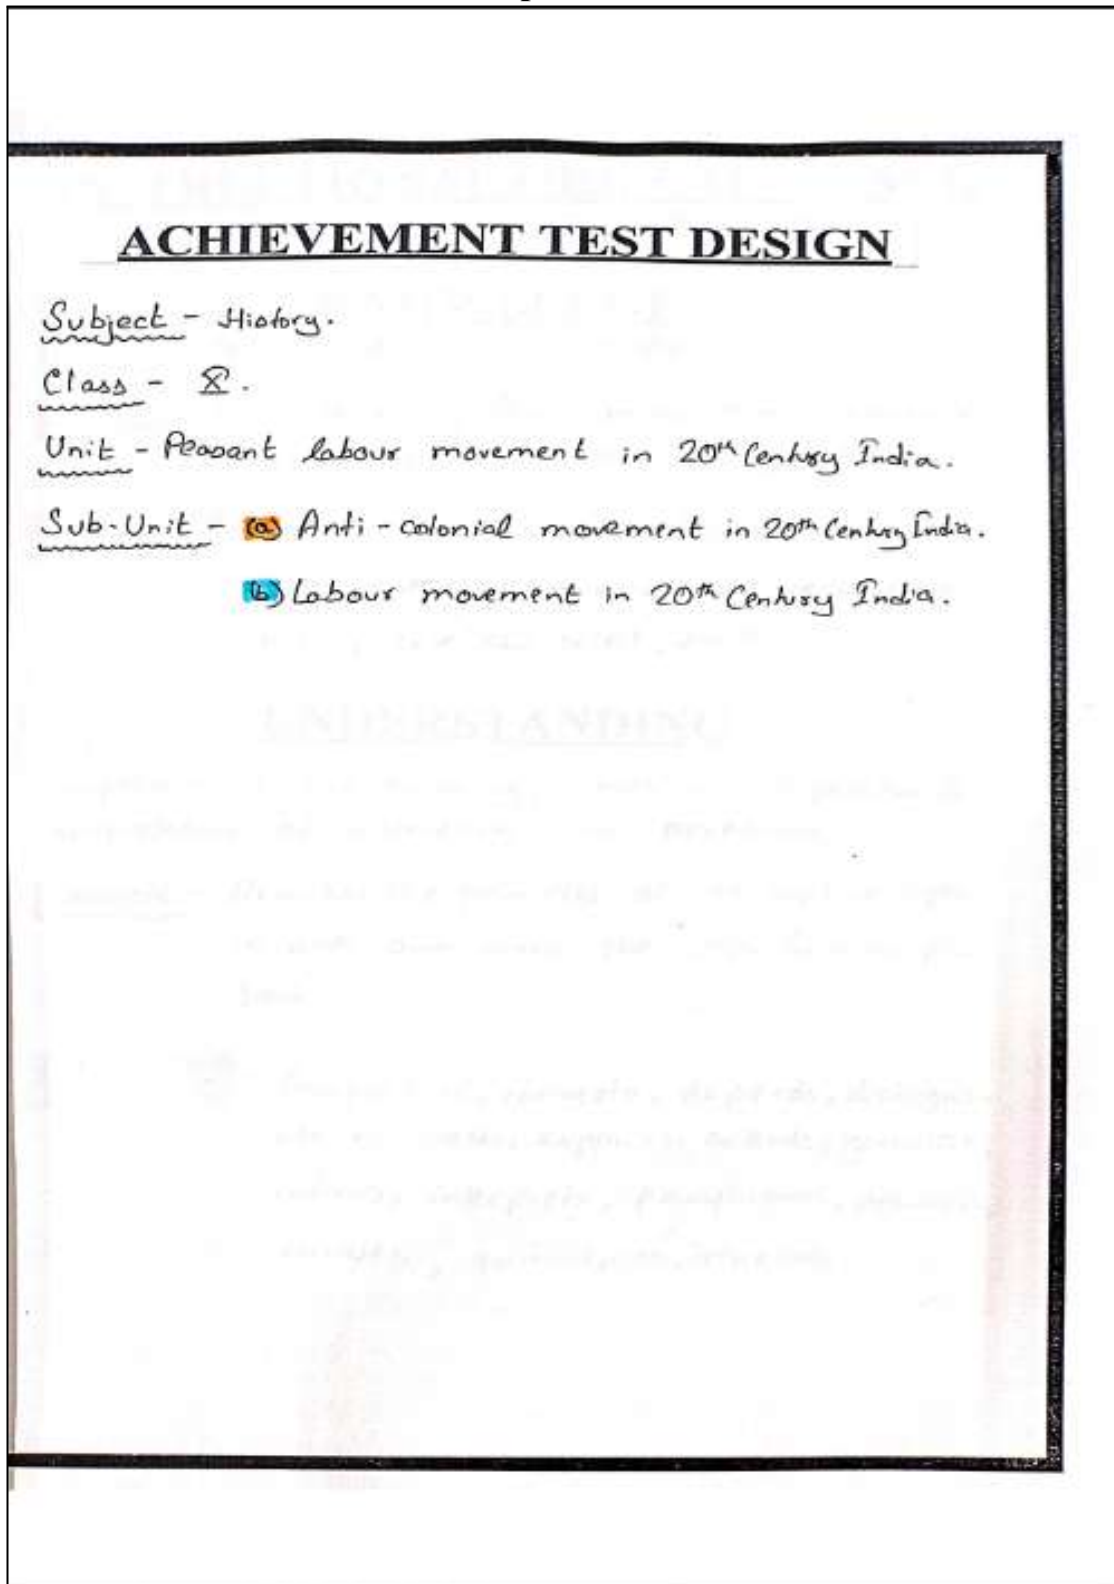 ACHIEVEMENT TEST DESIGN
Subject - History.
Class - X.
Unit - Peasant labour movement in 20th Century India.
Sub-Unit - (a) Anti-colonial movement in 20th Century India.
(b) Labour movement in 20th Century India.